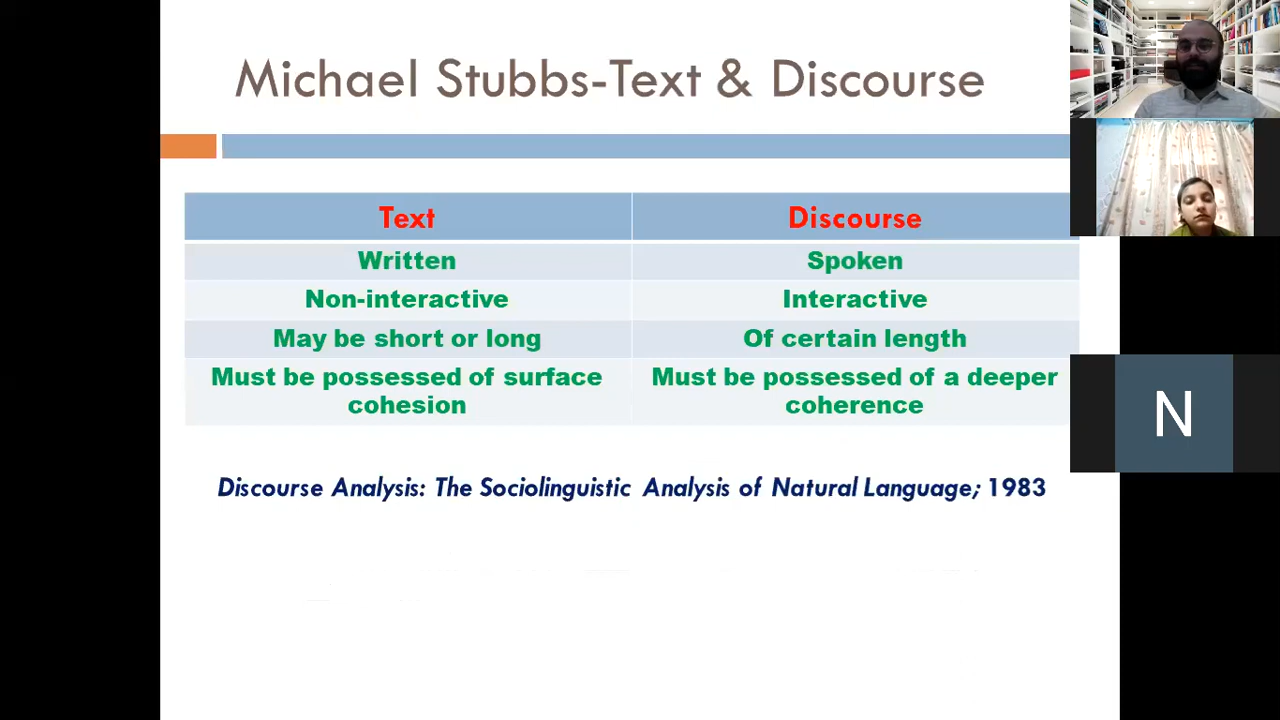 Michael Stubbs-Text & Discourse
Text Discourse
Written Spoken
Non-interactive Interactive
May be short or long Of certain length
Must be possessed of surface Must be possessed of a deeper
cohesion coherence
Discourse Analysis: The Sociolinguistic Analysis of Natural Language; 1983
N